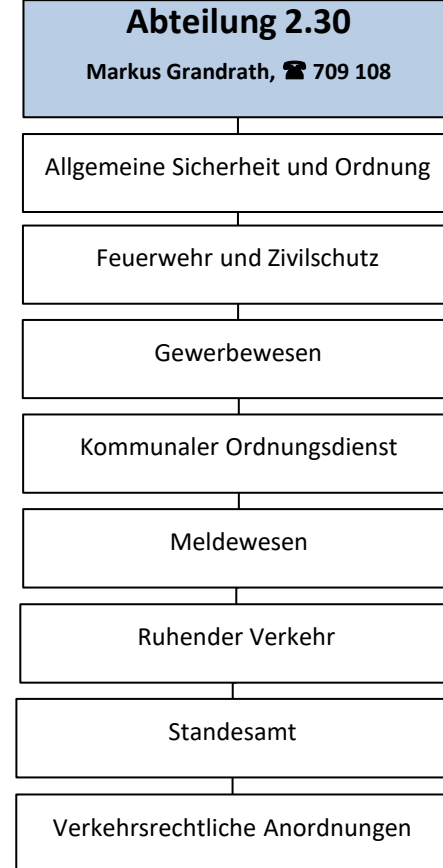 Abteilung 2.30
Markus Grandrath, ☎ 709 108
Allgemeine Sicherheit und Ordnung
Feuerwehr und Zivilschutz
Gewerbewesen
Kommunaler Ordnungsdienst
Meldewesen
Ruhender Verkehr
Standesamt
Verkehrsrechtliche Anordnungen